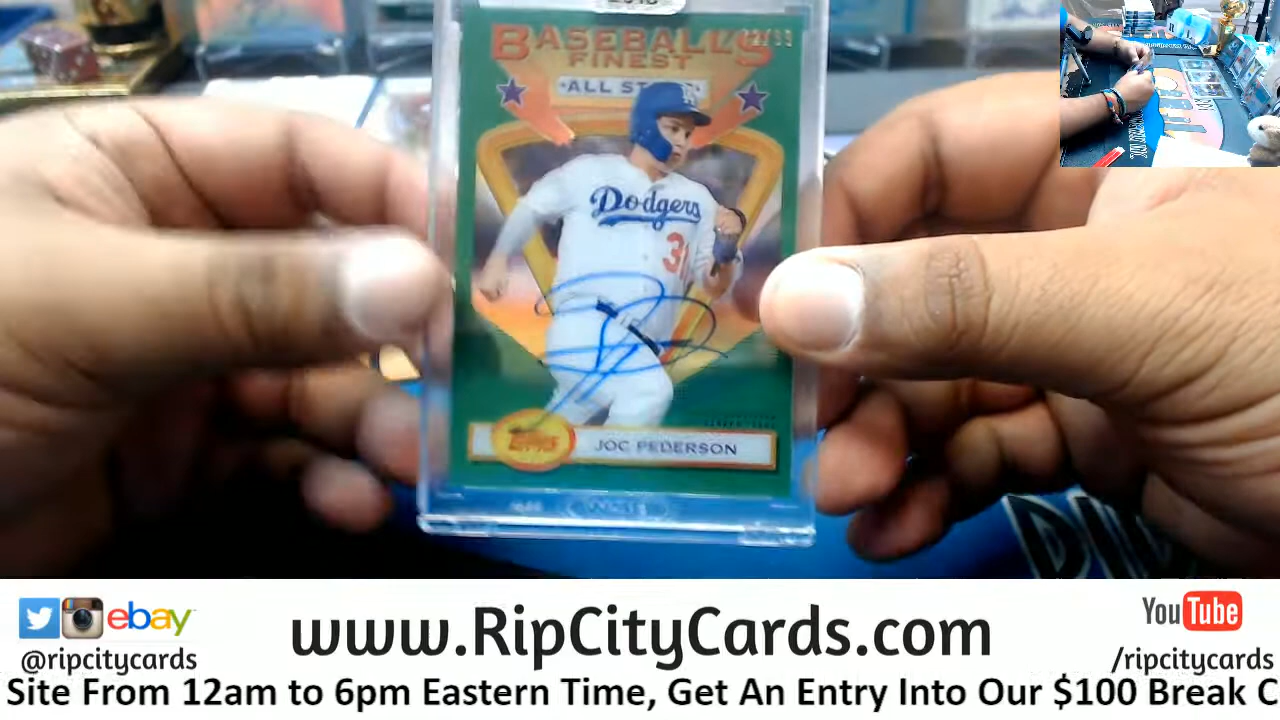 BASEBALL'S
FINEST
ALL
Dodgers
31
TOPPS
JOC PEDERSON
ebay
www.RipCityCards.com
YouTube
@ripcitycards
/ripcitycards
Site From 12am to 6pm Eastern Time, Get An Entry Into Our $100 Break C